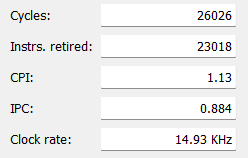 Cycles: 26026
Instrs. retired: 23018
CPI: 1.13
IPC: 0.884
Clock rate: 14.93 KHz